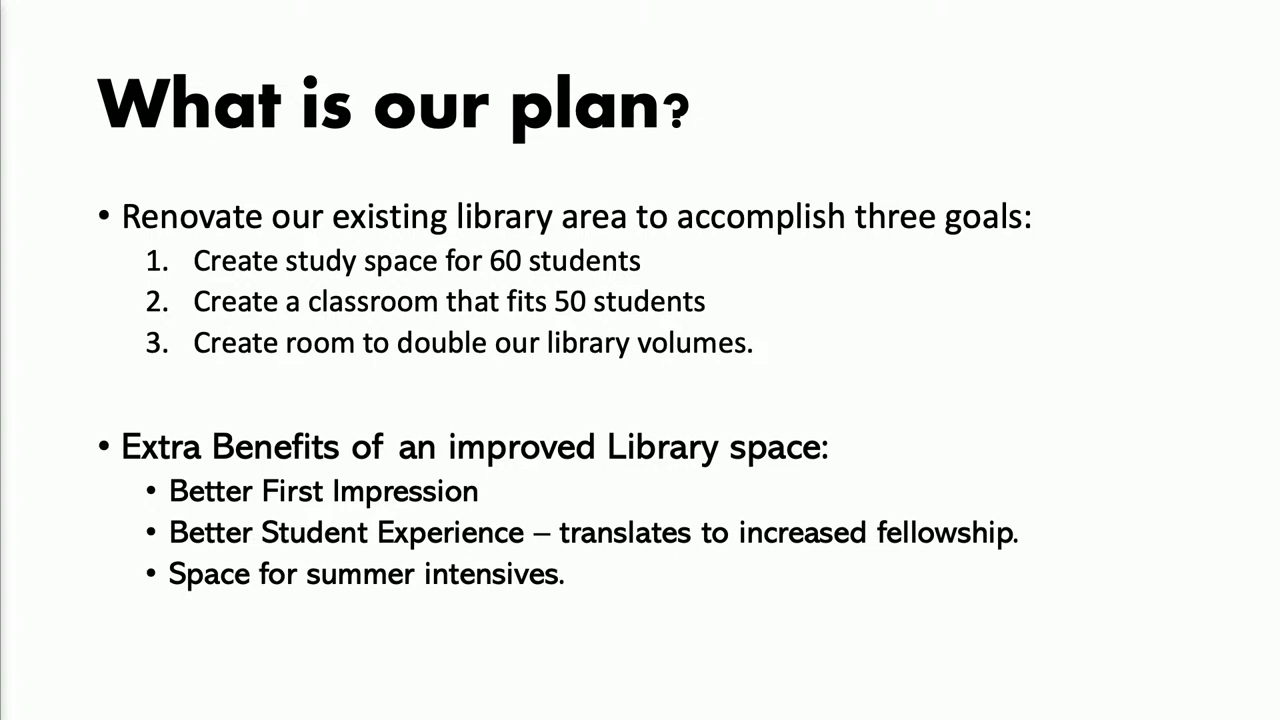 What is our plan?
• Renovate our existing library area to accomplish three goals:
1. Create study space for 60 students
2. Create a classroom that fits 50 students
3. Create room to double our library volumes.
• Extra Benefits of an improved Library space:
• Better First Impression
• Better Student Experience – translates to increased fellowship.
• Space for summer intensives.